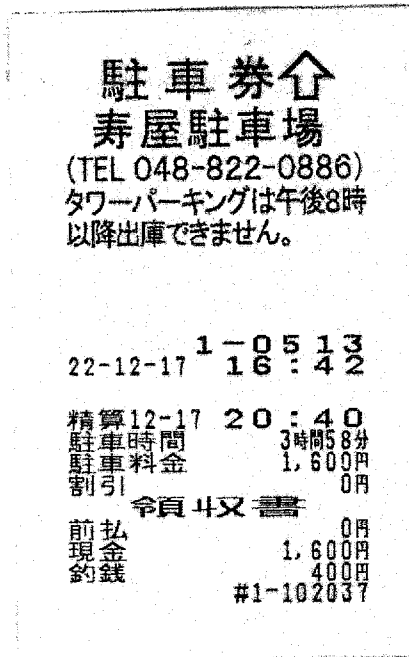 駐車券⇧
寿屋駐車場
(TEL 048-822-0886)
タワーパーキングは午後8時
以降出庫できません。
1-0513
22-12-17 16:42
精算12-17 20:40
駐車時間 3時間58分
駐車料金 1,600円
割引 0円
領収書
前払 0円
現金 1,600円
釣銭 400円
#1-102037